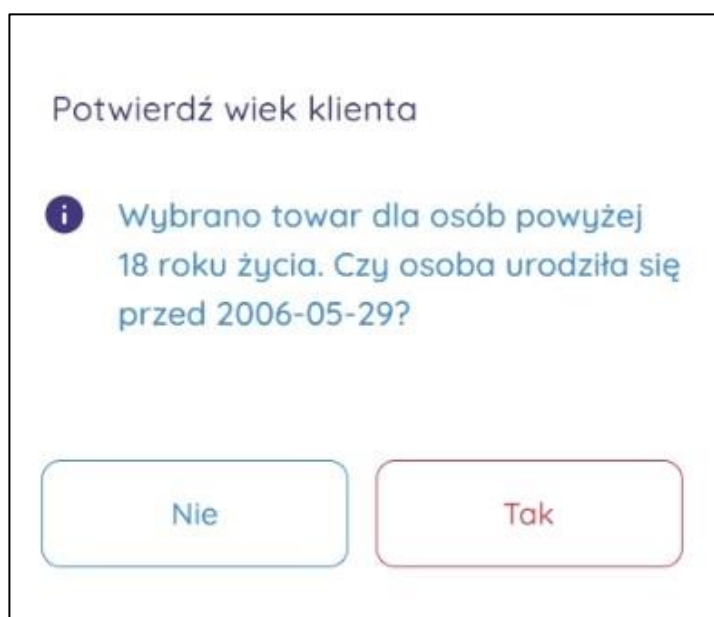 Potwierdź wiek klienta
Wybrano towar dla osób powyżej
18 roku życia. Czy osoba urodziła się
przed 2006-05-29?
Nie
Tak